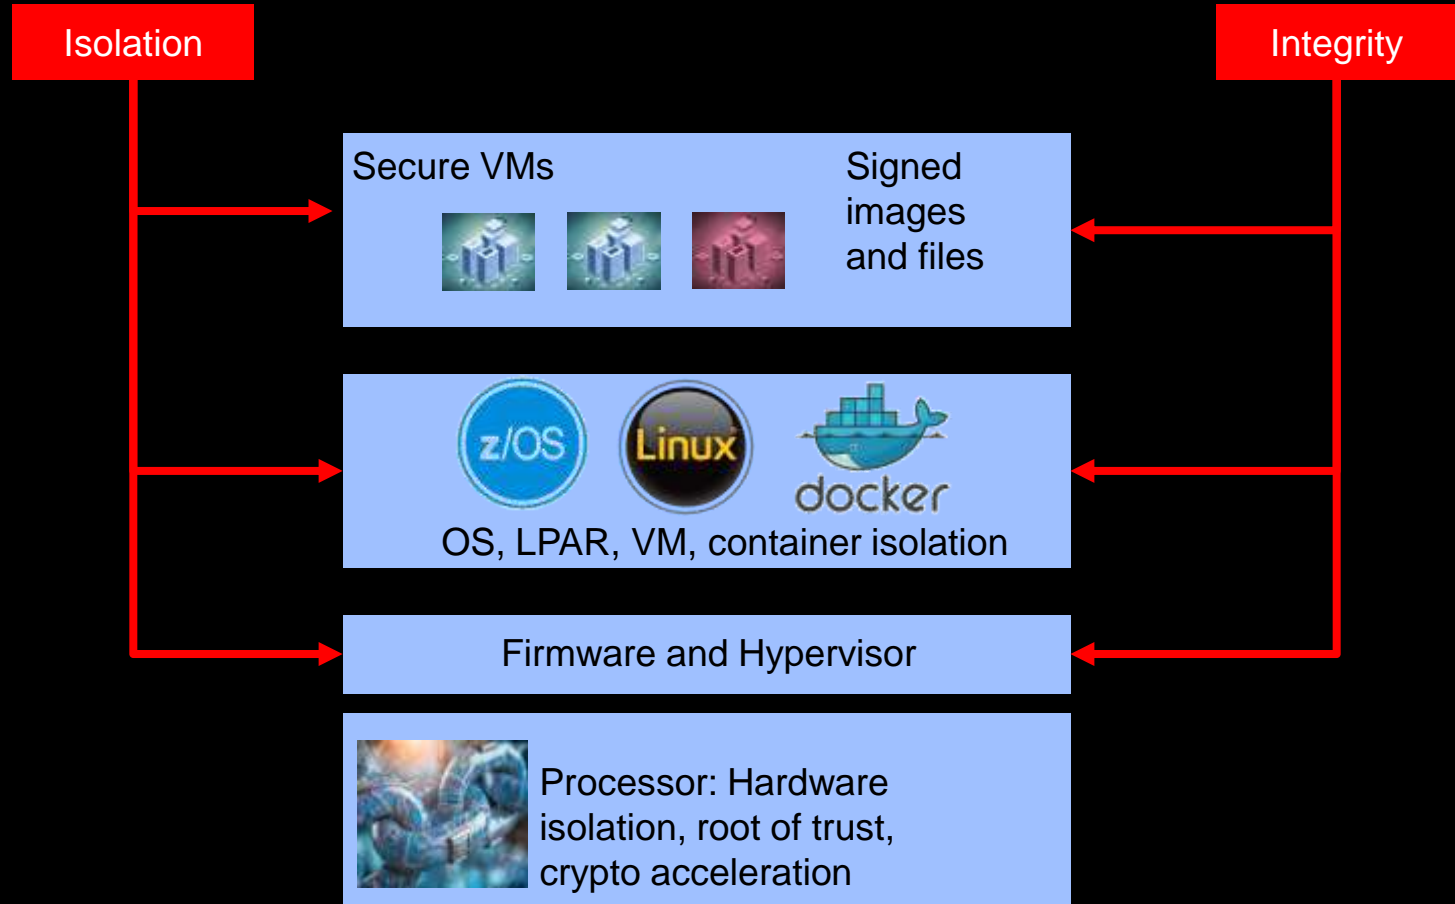 Isolation
Integrity
Secure VMs
Signed
images
and files
z/OS
Linux
docker
OS, LPAR, VM, container isolation
Firmware and Hypervisor
Processor: Hardware
isolation, root of trust,
crypto acceleration